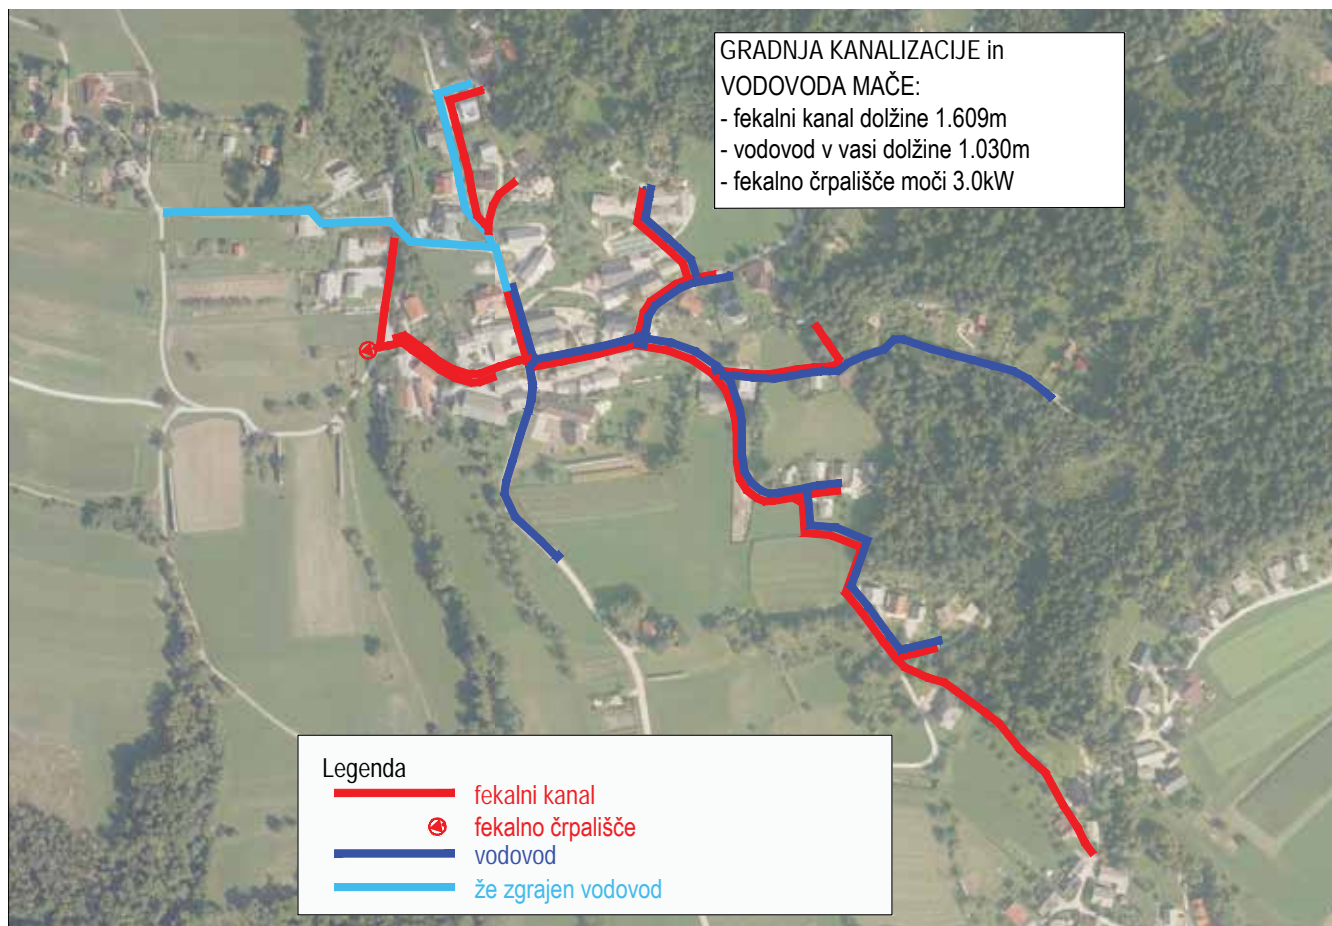 GRADNJA KANALIZACIJE in
VODOVODA MAČE:
- fekalni kanal dolžine 1.609m
- vodovod v vasi dolžine 1.030m
- fekalno črpališče moči 3.0kW
Legenda
fekalni kanal
fekalno črpališče
vodovod
že zgrajen vodovod